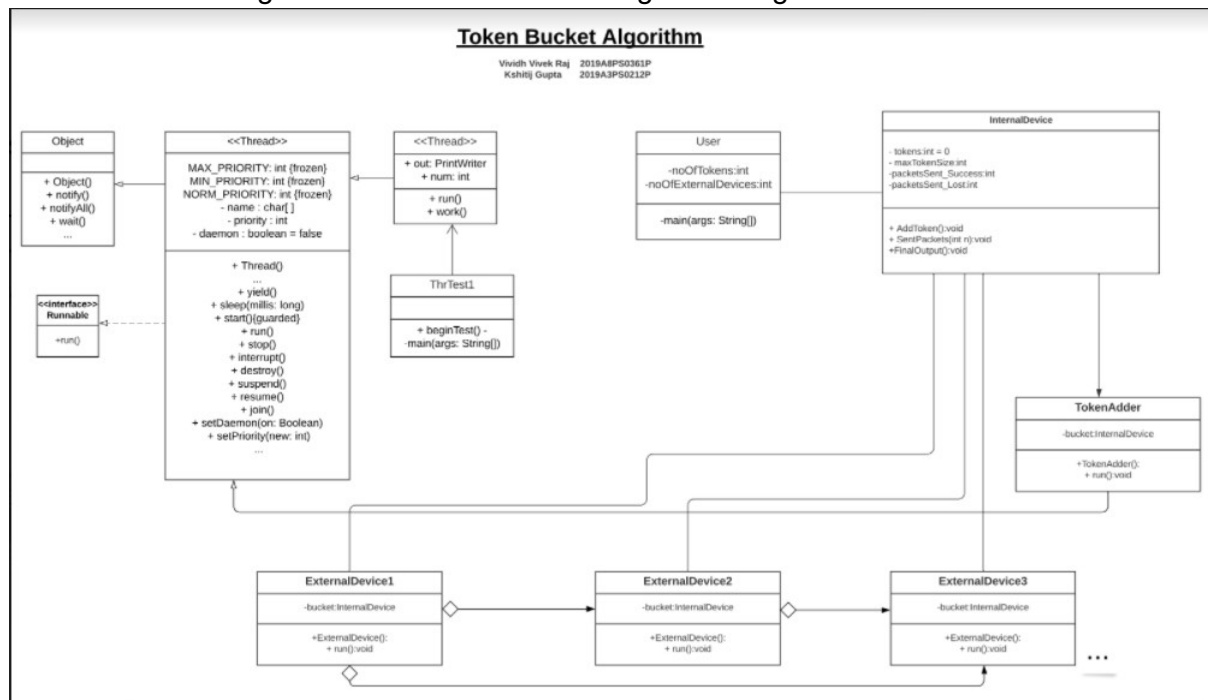 Token Bucket Algorithm
Vividh Vivek Raj 2019A8PS0361P
Kshitij Gupta 2019A3PS0212P
Object
+ Object()
+ notify()
+ notifyAll()
+ wait()
...
<<interface>>
Runnable
+run()
<<Thread>>
MAX_PRIORITY: int {frozen}
MIN_PRIORITY: int {frozen}
NORM_PRIORITY: int {frozen}
- name : char[ ]
- priority : int
- daemon : boolean = false
+ Thread()
...
+ yield()
+ sleep(millis: long)
+ start(){guarded}
+ run()
+ stop()
+ interrupt()
+ destroy()
+ suspend()
+ resume()
+ join()
+ setDaemon(on: Boolean)
+ setPriority(new: int)
...
<<Thread>>
+ out: PrintWriter
+ num: int
+ run()
+ work()
ThrTest1
+ beginTest() -
-main(args: String[])
User
-noOfTokens:int
-noOfExternalDevices:int
-main(args: String[])
InternalDevice
- tokens:int = 0
- maxTokenSize:int
-packetsSent_Success:int
-packetsSent_Lost:int
+ AddToken():void
+ SentPackets(int n):void
+FinalOutput():void
TokenAdder
-bucket:InternalDevice
+TokenAdder():
+ run():void
ExternalDevice1
-bucket:InternalDevice
+ExternalDevice():
+ run():void
ExternalDevice2
-bucket:InternalDevice
+ExternalDevice():
+ run():void
ExternalDevice3
-bucket:InternalDevice
+ExternalDevice():
+ run():void
...